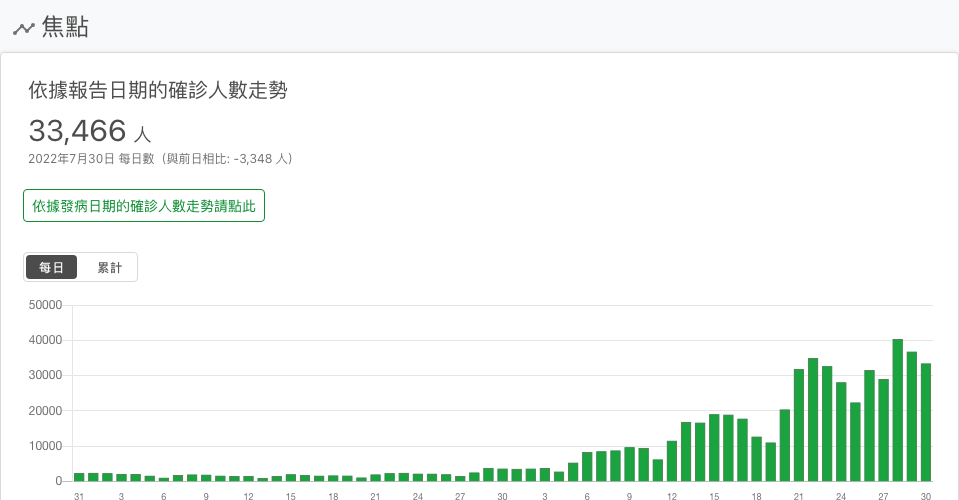 焦點
依據報告日期的確診人數走勢
33,466 人
2022年7月30日 每日數（與前日相比: -3,348 人）
依據發病日期的確診人數走勢請點此
每日 累計
50000
40000
30000
20000
10000
0
31 3 6 9 12 15 18 21 24 27 30 3 6 9 12 15 18 21 24 27 30